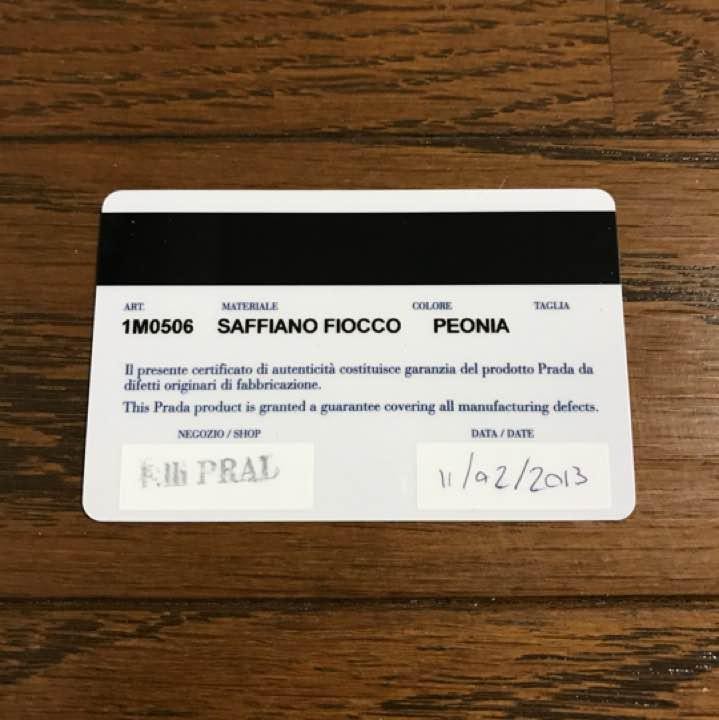 ART. MATERIALE COLORE TAGLIA
1M0506 SAFFIANO FIOCCO PEONIA
Il presente certificato di autenticità costituisce garanzia del prodotto Prada da
difetti originari di fabbricazione.
This Prada product is granted a guarantee covering all manufacturing defects.
NEGOZIO / SHOP DATA / DATE
F.lli PRAD 11/02/2013